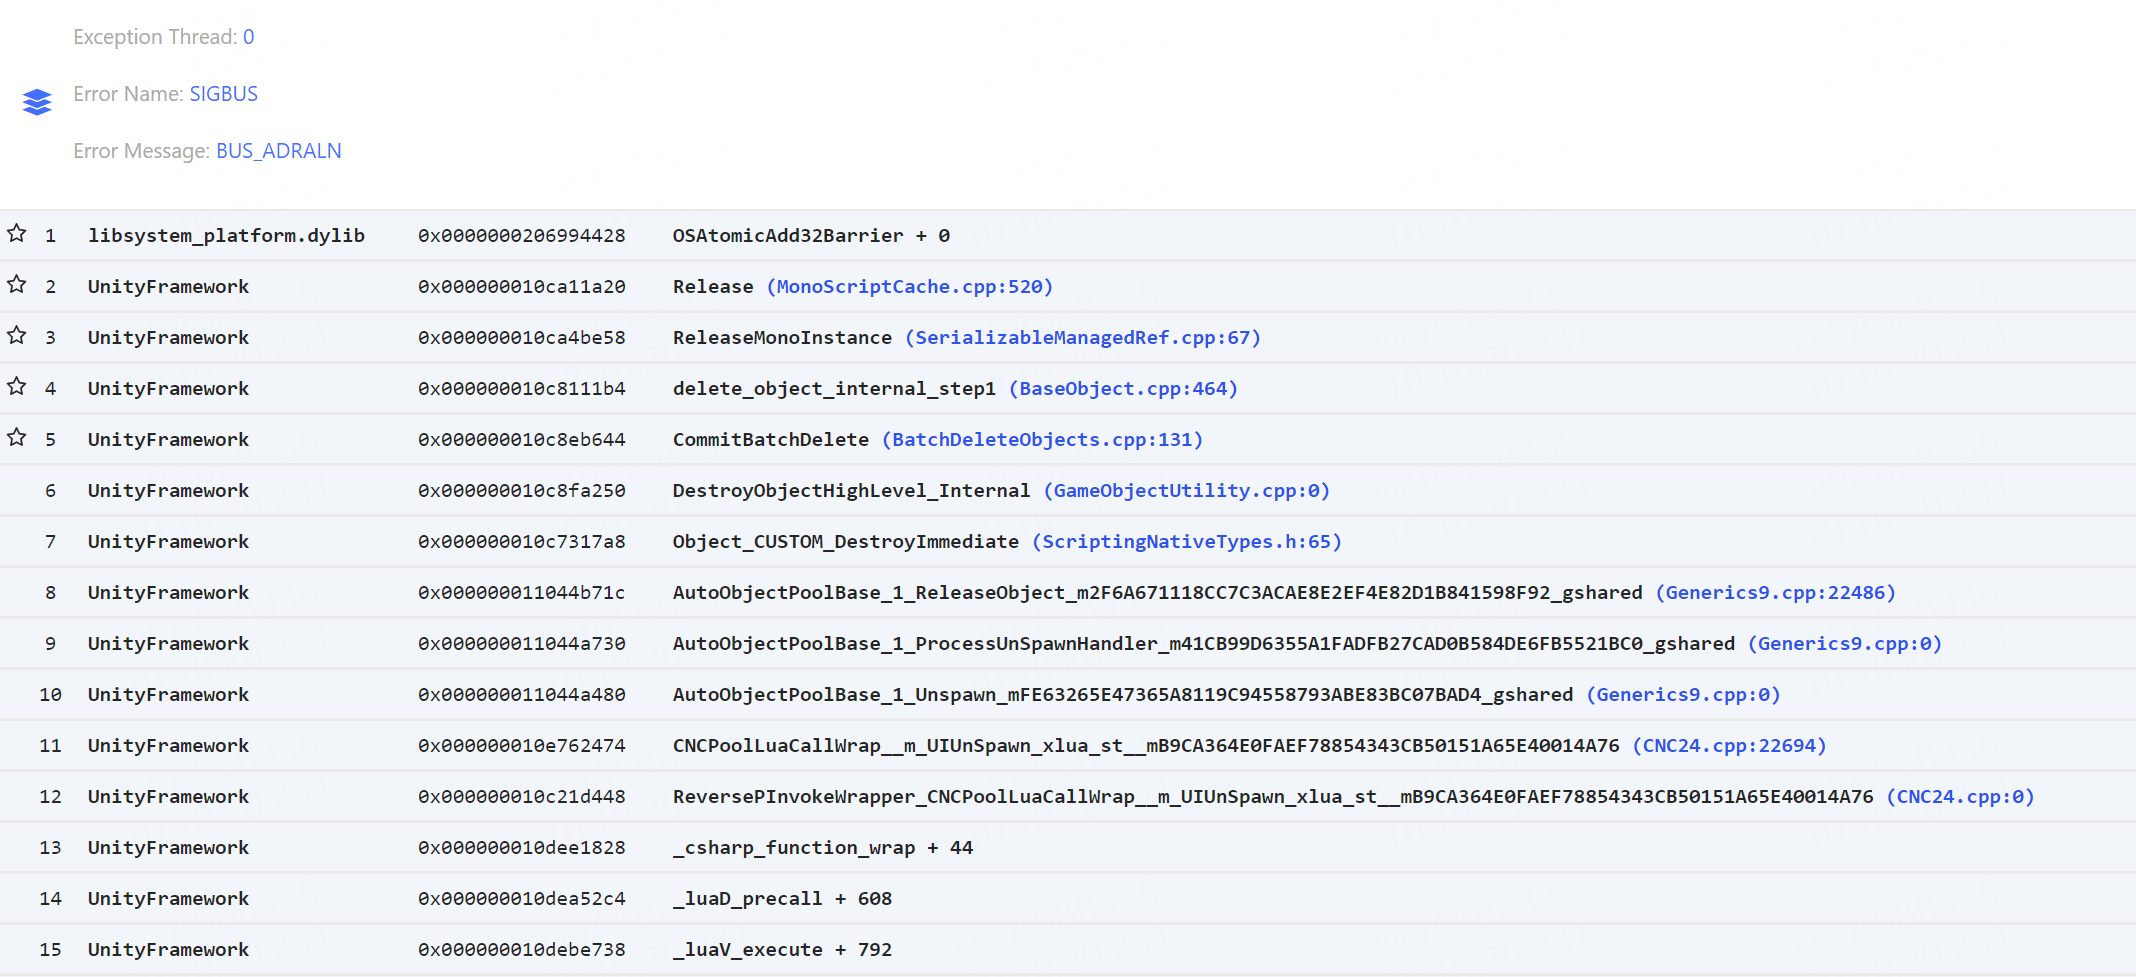 Exception Thread: 0
Error Name: SIGBUS
Error Message: BUS_ADRALN
1 libsystem_platform.dylib 0x0000000206994428 OSAtomicAdd32Barrier + 0
2 UnityFramework 0x000000010ca11a20 Release (MonoScriptCache.cpp:520)
3 UnityFramework 0x000000010ca4be58 ReleaseMonoInstance (SerializableManagedRef.cpp:67)
4 UnityFramework 0x000000010c8111b4 delete_object_internal_step1 (BaseObject.cpp:464)
5 UnityFramework 0x000000010c8eb644 CommitBatchDelete (BatchDeleteObjects.cpp:131)
6 UnityFramework 0x000000010c8fa250 DestroyObjectHighLevel_Internal (GameObjectUtility.cpp:0)
7 UnityFramework 0x000000010c7317a8 Object_CUSTOM_DestroyImmediate (ScriptingNativeTypes.h:65)
8 UnityFramework 0x000000011044b71c AutoObjectPoolBase_1_ReleaseObject_m2F6A671118CC7C3ACAE8E2EF4E82D1B841598F92_gshared (Generics9.cpp:22486)
9 UnityFramework 0x000000011044a730 AutoObjectPoolBase_1_ProcessUnSpawnHandler_m41CB99D6355A1FADFB27CAD0B584DE6FB5521BC0_gshared (Generics9.cpp:0)
10 UnityFramework 0x000000011044a480 AutoObjectPoolBase_1_Unspawn_mFE63265E47365A8119C94558793ABE83BC07BAD4_gshared (Generics9.cpp:0)
11 UnityFramework 0x000000010e762474 CNCPoolLuaCallWrap__m_UIUnSpawn_xlua_st__mB9CA364E0FAEF78854343CB50151A65E40014A76 (CNC24.cpp:22694)
12 UnityFramework 0x000000010c21d448 ReversePInvokeWrapper_CNCPoolLuaCallWrap__m_UIUnSpawn_xlua_st__mB9CA364E0FAEF78854343CB50151A65E40014A76 (CNC24.cpp:0)
13 UnityFramework 0x000000010dee1828 _csharp_function_wrap + 44
14 UnityFramework 0x000000010dea52c4 _luaD_precall + 608
15 UnityFramework 0x000000010debe738 _luaV_execute + 792